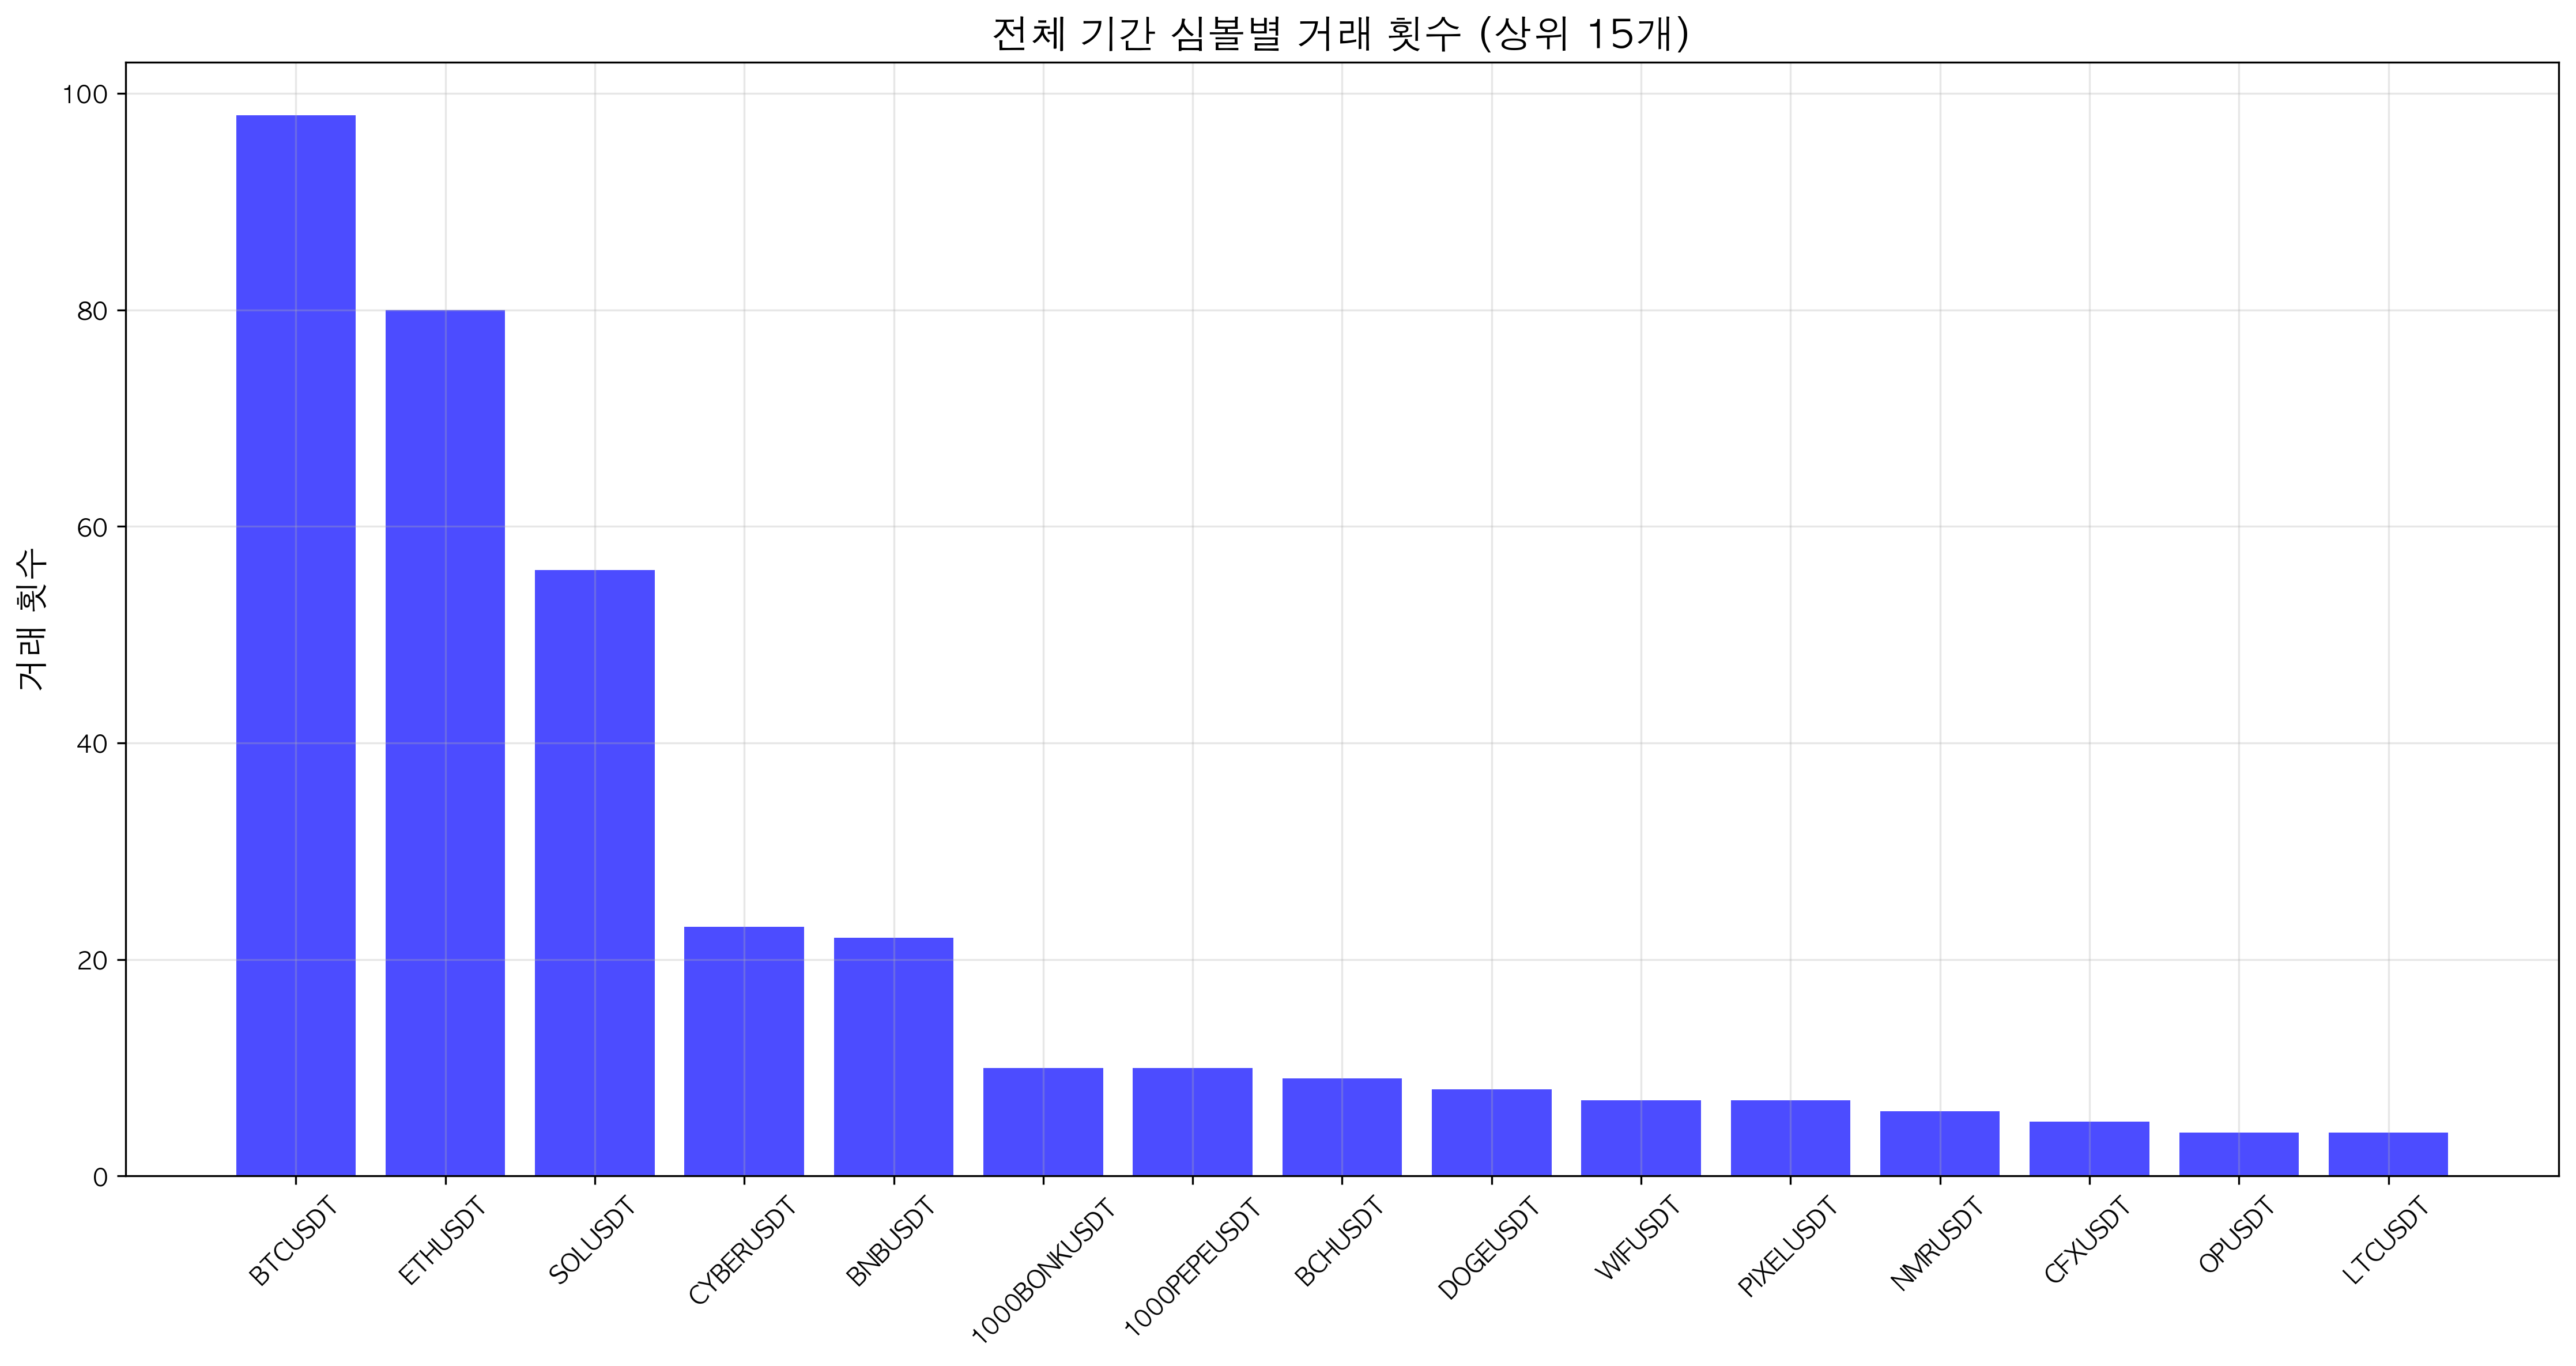 전체 기간 심볼별 거래 횟수 (상위 15개)
거래 횟수
100
80
60
40
20
0
BTCUSDT
ETHUSDT
SOLUSDT
CYBERUSDT
BNBUSDT
1000BONKUSDT
1000PEPEUSDT
BCHUSDT
DOGEUSDT
WIFUSDT
PIXELUSDT
NMRUSDT
CFXUSDT
OPUSDT
LTCUSDT